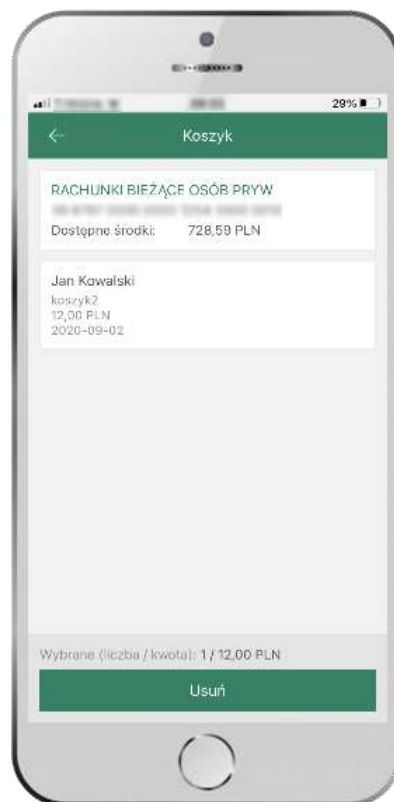 29%
Koszyk
RACHUNKI BIEŻĄCE OSÓB PRYW
Dostępne środki: 728,59 PLN
Jan Kowalski
koszyk2
12,00 PLN
2020-09-02
Wybrane (liczba / kwota): 1 / 12,00 PLN
Usuń